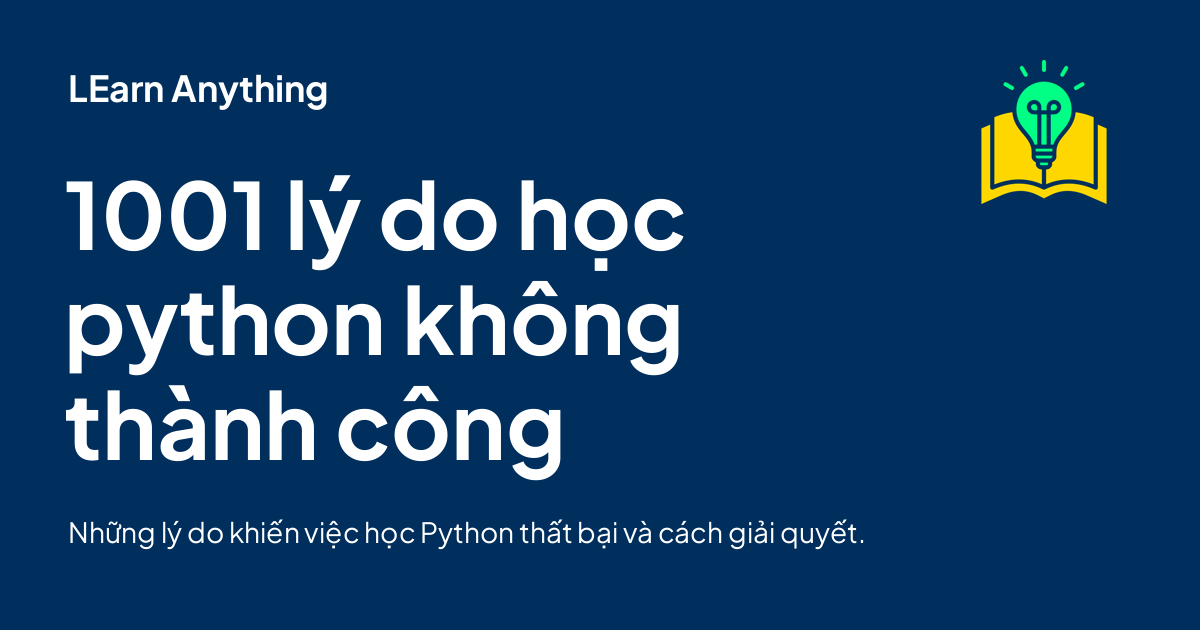 LEarn Anything
1001 lý do học
python không
thành công
Những lý do khiến việc học Python thất bại và cách giải quyết.